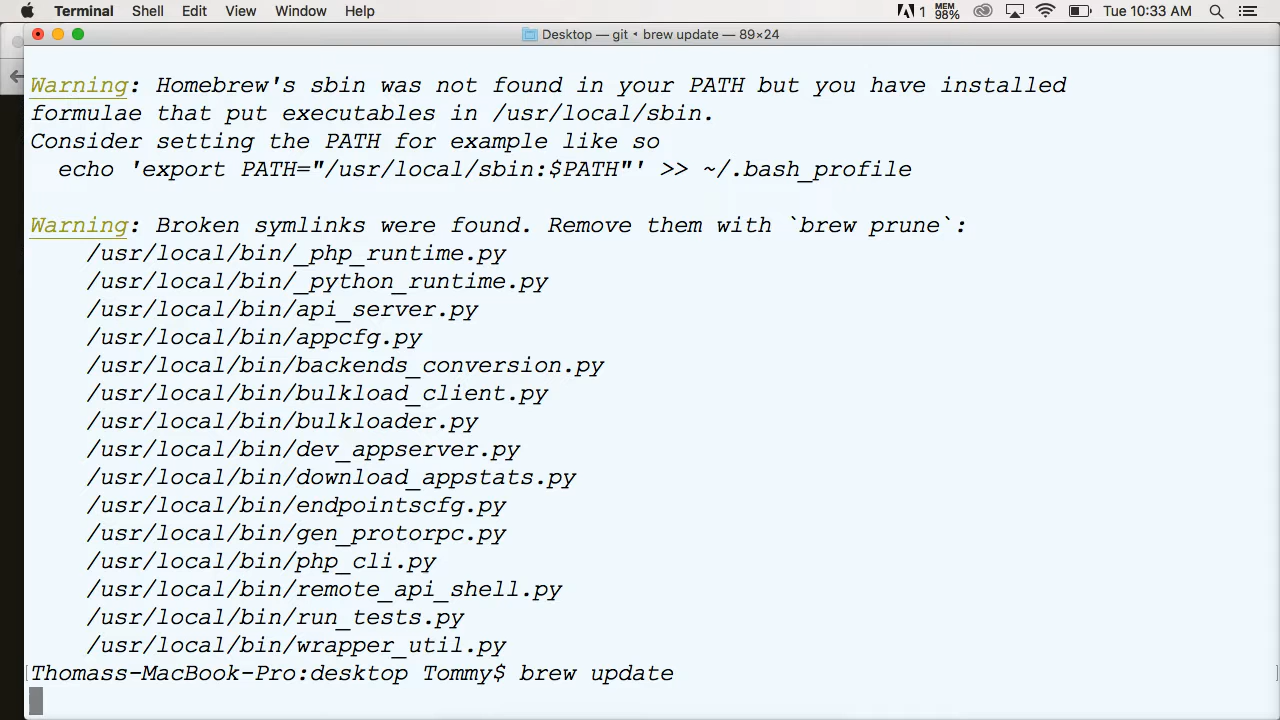 Terminal Shell Edit View Window Help 1 MEM 98% Tue 10:33 AM
Desktop — git ◂ brew update — 89×24
Warning: Homebrew's sbin was not found in your PATH but you have installed
formulae that put executables in /usr/local/sbin.
Consider setting the PATH for example like so
  echo 'export PATH="/usr/local/sbin:$PATH"' >> ~/.bash_profile
Warning: Broken symlinks were found. Remove them with `brew prune`:
    /usr/local/bin/_php_runtime.py
    /usr/local/bin/_python_runtime.py
    /usr/local/bin/api_server.py
    /usr/local/bin/appcfg.py
    /usr/local/bin/backends_conversion.py
    /usr/local/bin/bulkload_client.py
    /usr/local/bin/bulkloader.py
    /usr/local/bin/dev_appserver.py
    /usr/local/bin/download_appstats.py
    /usr/local/bin/endpointscfg.py
    /usr/local/bin/gen_protorpc.py
    /usr/local/bin/php_cli.py
    /usr/local/bin/remote_api_shell.py
    /usr/local/bin/run_tests.py
    /usr/local/bin/wrapper_util.py
[Thomass-MacBook-Pro:desktop Tommy$ brew update ]